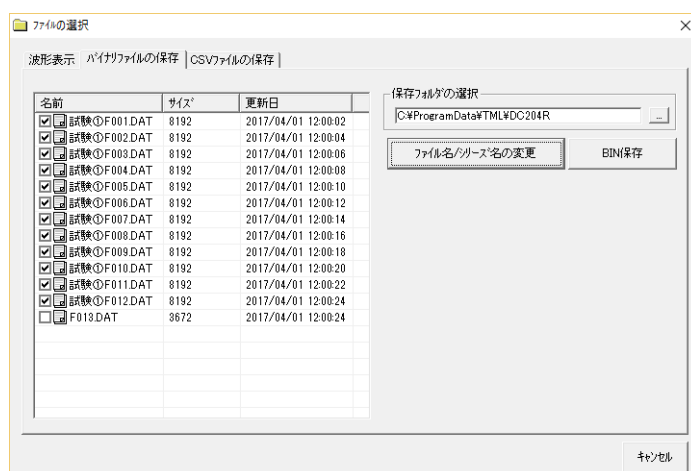 ﾌｧｲﾙの選択
波形表示 ﾊﾞｲﾅﾘﾌｧｲﾙの保存 CSVﾌｧｲﾙの保存
名前 ｻｲｽﾞ 更新日
試験①F001.DAT 8192 2017/04/01 12:00:02
試験①F002.DAT 8192 2017/04/01 12:00:04
試験①F003.DAT 8192 2017/04/01 12:00:06
試験①F004.DAT 8192 2017/04/01 12:00:08
試験①F005.DAT 8192 2017/04/01 12:00:10
試験①F006.DAT 8192 2017/04/01 12:00:12
試験①F007.DAT 8192 2017/04/01 12:00:14
試験①F008.DAT 8192 2017/04/01 12:00:16
試験①F009.DAT 8192 2017/04/01 12:00:18
試験①F010.DAT 8192 2017/04/01 12:00:20
試験①F011.DAT 8192 2017/04/01 12:00:22
試験①F012.DAT 8192 2017/04/01 12:00:24
F013.DAT 3672 2017/04/01 12:00:24
保存ﾌｫﾙﾀﾞの選択
C:¥ProgramData¥TML¥DC204R ...
ﾌｧｲﾙ名/ｼﾘｰｽﾞ名の変更 BIN保存
ｷｬﾝｾﾙ